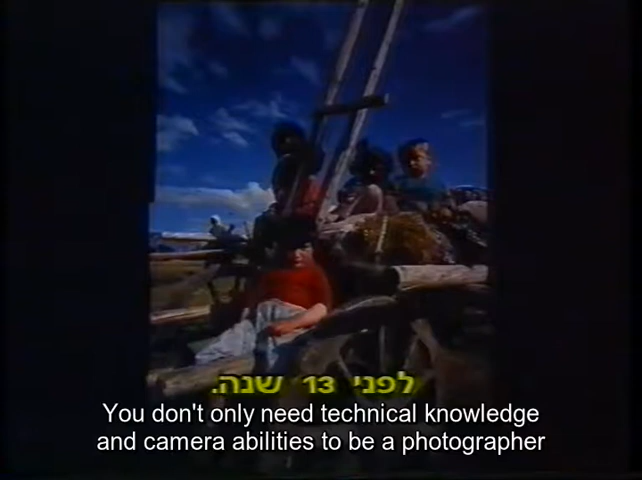 לפני 13 שנה.
You don't only need technical knowledge
and camera abilities to be a photographer